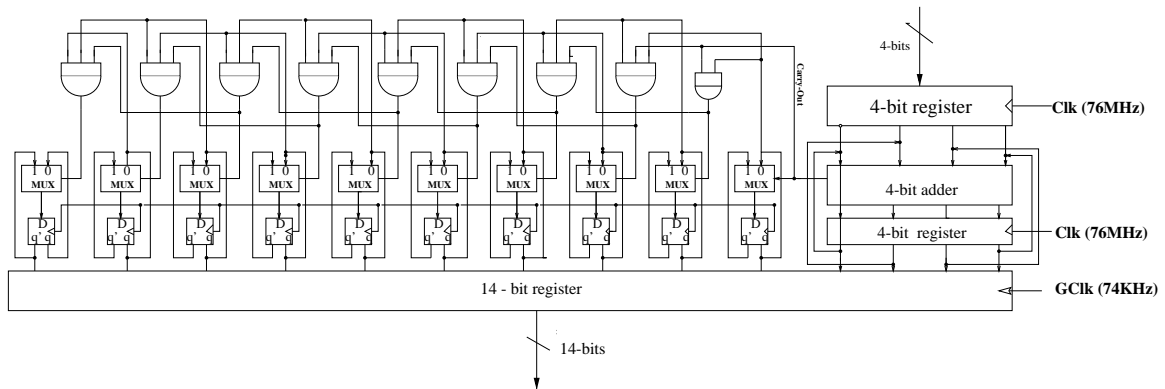 4-bits
Carry-Out
4-bit register
Clk (76MHz)
1 0 1 0 1 0 1 0 1 0 1 0 1 0 1 0 1 0 1 0
MUX MUX MUX MUX MUX MUX MUX MUX MUX MUX
4-bit adder
D D D D D D D D D D
q' q q' q q' q q' q q' q q' q q' q q' q q' q q' q
4-bit register
Clk (76MHz)
14 - bit register
GClk (74KHz)
14-bits